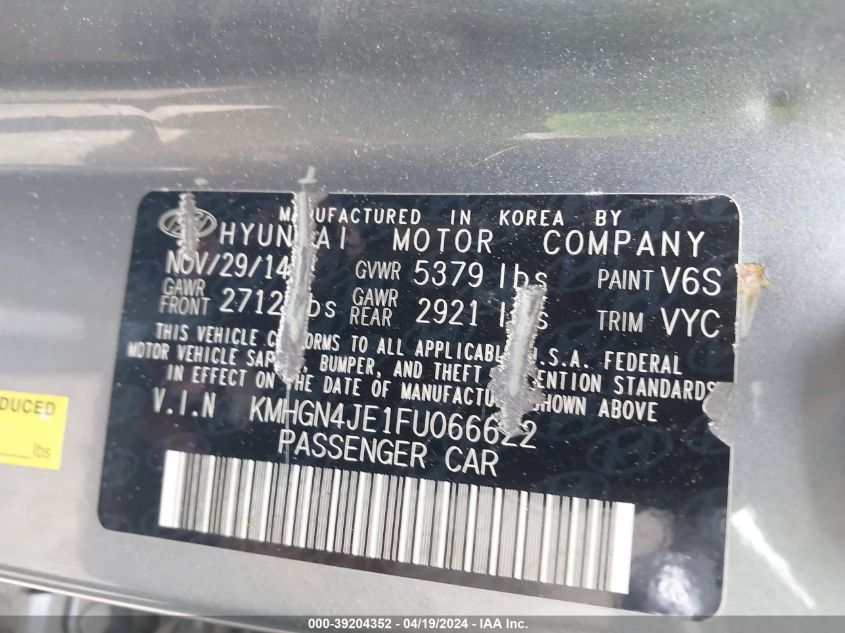 MANUFACTURED IN KOREA BY
HYUNDAI MOTOR COMPANY
NOV/29/14 GVWR 5379 lbs PAINT V6S
GAWR FRONT 2712 lbs GAWR REAR 2921 lbs TRIM VYC
THIS VEHICLE CONFORMS TO ALL APPLICABLE U.S.A. FEDERAL
MOTOR VEHICLE SAFETY, BUMPER, AND THEFT PREVENTION STANDARDS
IN EFFECT ON THE DATE OF MANUFACTURE SHOWN ABOVE
V.I.N KMHGN4JE1FU066622
PASSENGER CAR
DUCED
lbs
000-39204352 / 04/19/2024 - IAA Inc.